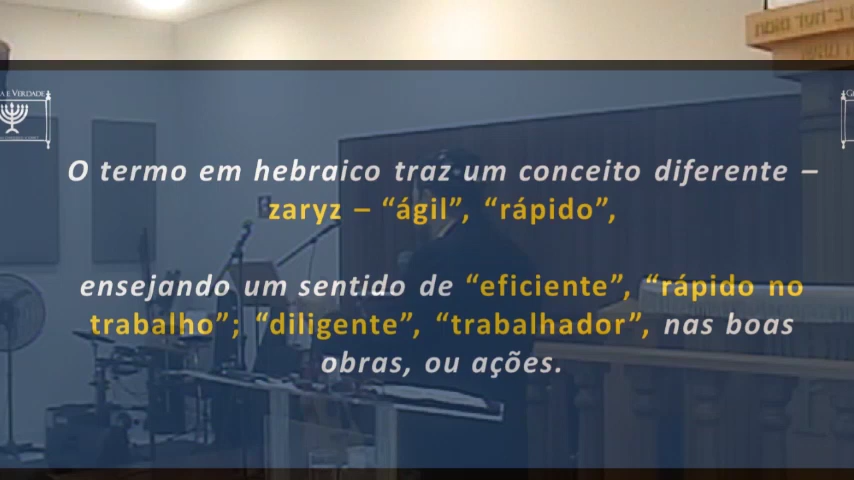 E VERDADE
O termo em hebraico traz um conceito diferente –
zaryz – “ágil”, “rápido”,
ensejando um sentido de “eficiente”, “rápido no
trabalho”; “diligente”, “trabalhador”, nas boas
obras, ou ações.